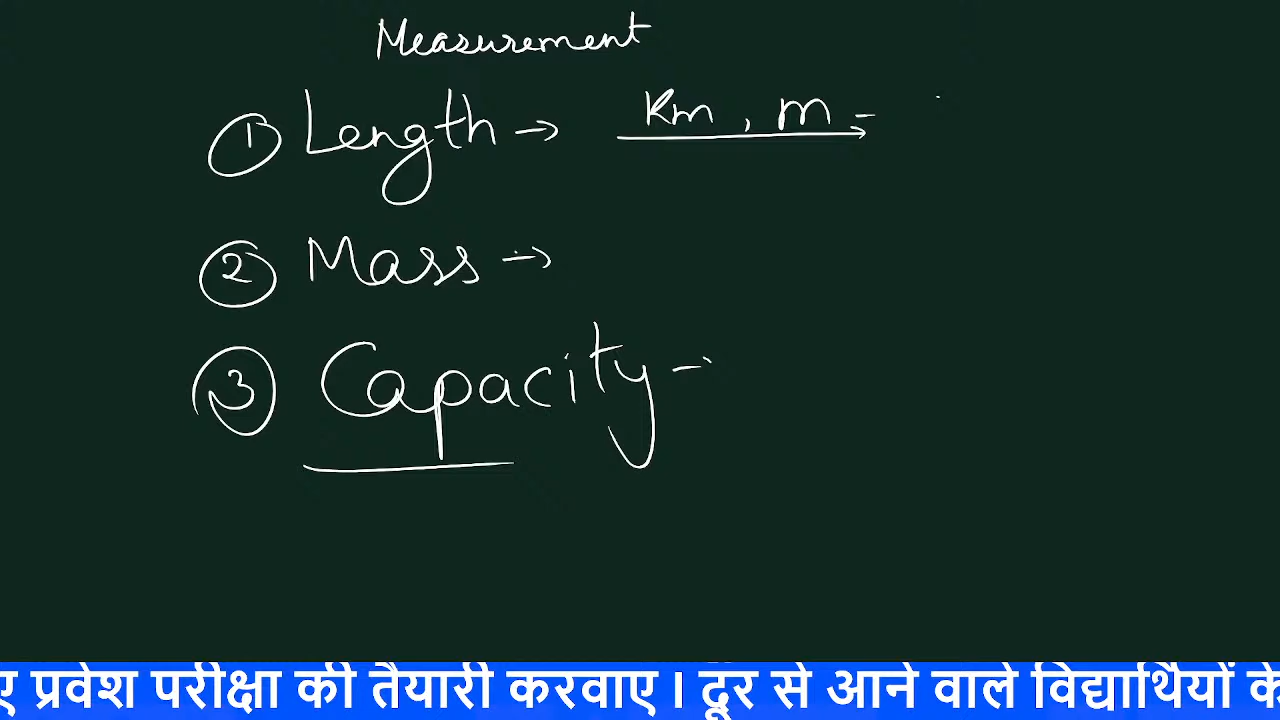 Measurement
① Length → km, m -
② Mass →
③ Capacity -
ए प्रवेश परीक्षा की तैयारी करवाए । दूर से आने वाले विद्यार्थियों के